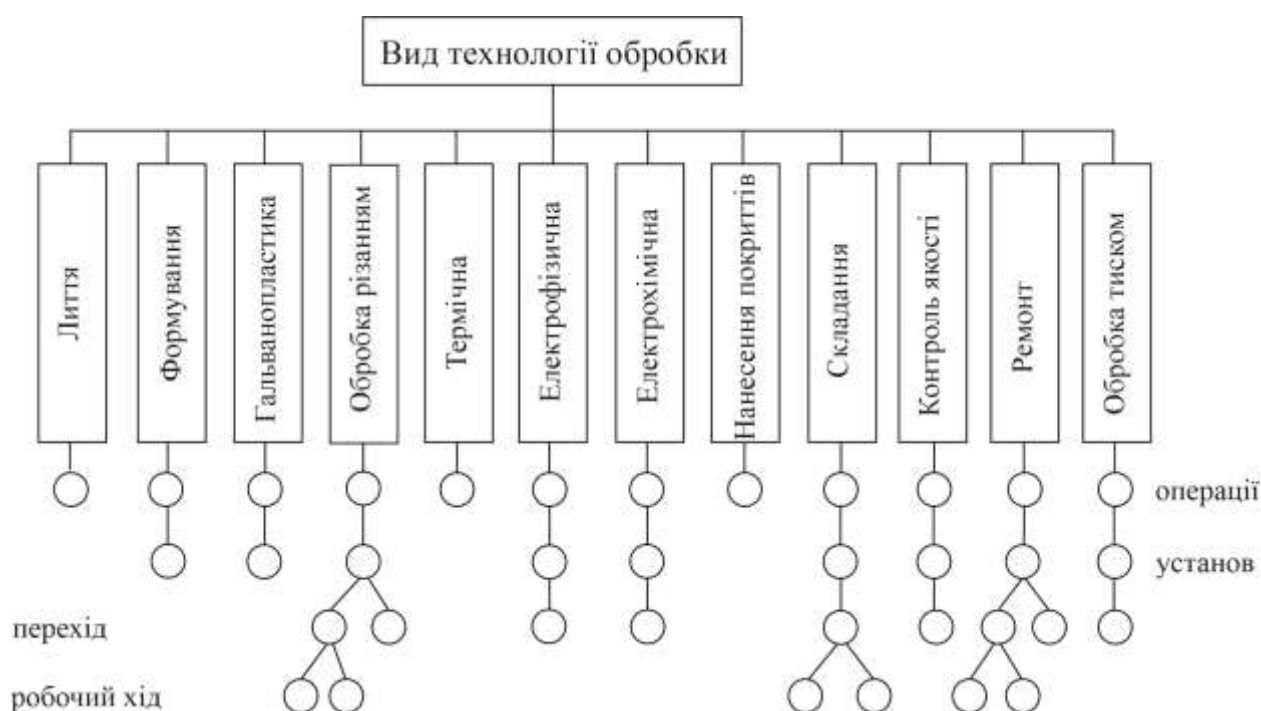 Вид технології обробки
Лиття
Формування
Гальванопластика
Обробка різанням
Термічна
Електрофізична
Електрохімічна
Нанесення покриттів
Складання
Контроль якості
Ремонт
Обробка тиском
операції
установ
перехід
робочий хід